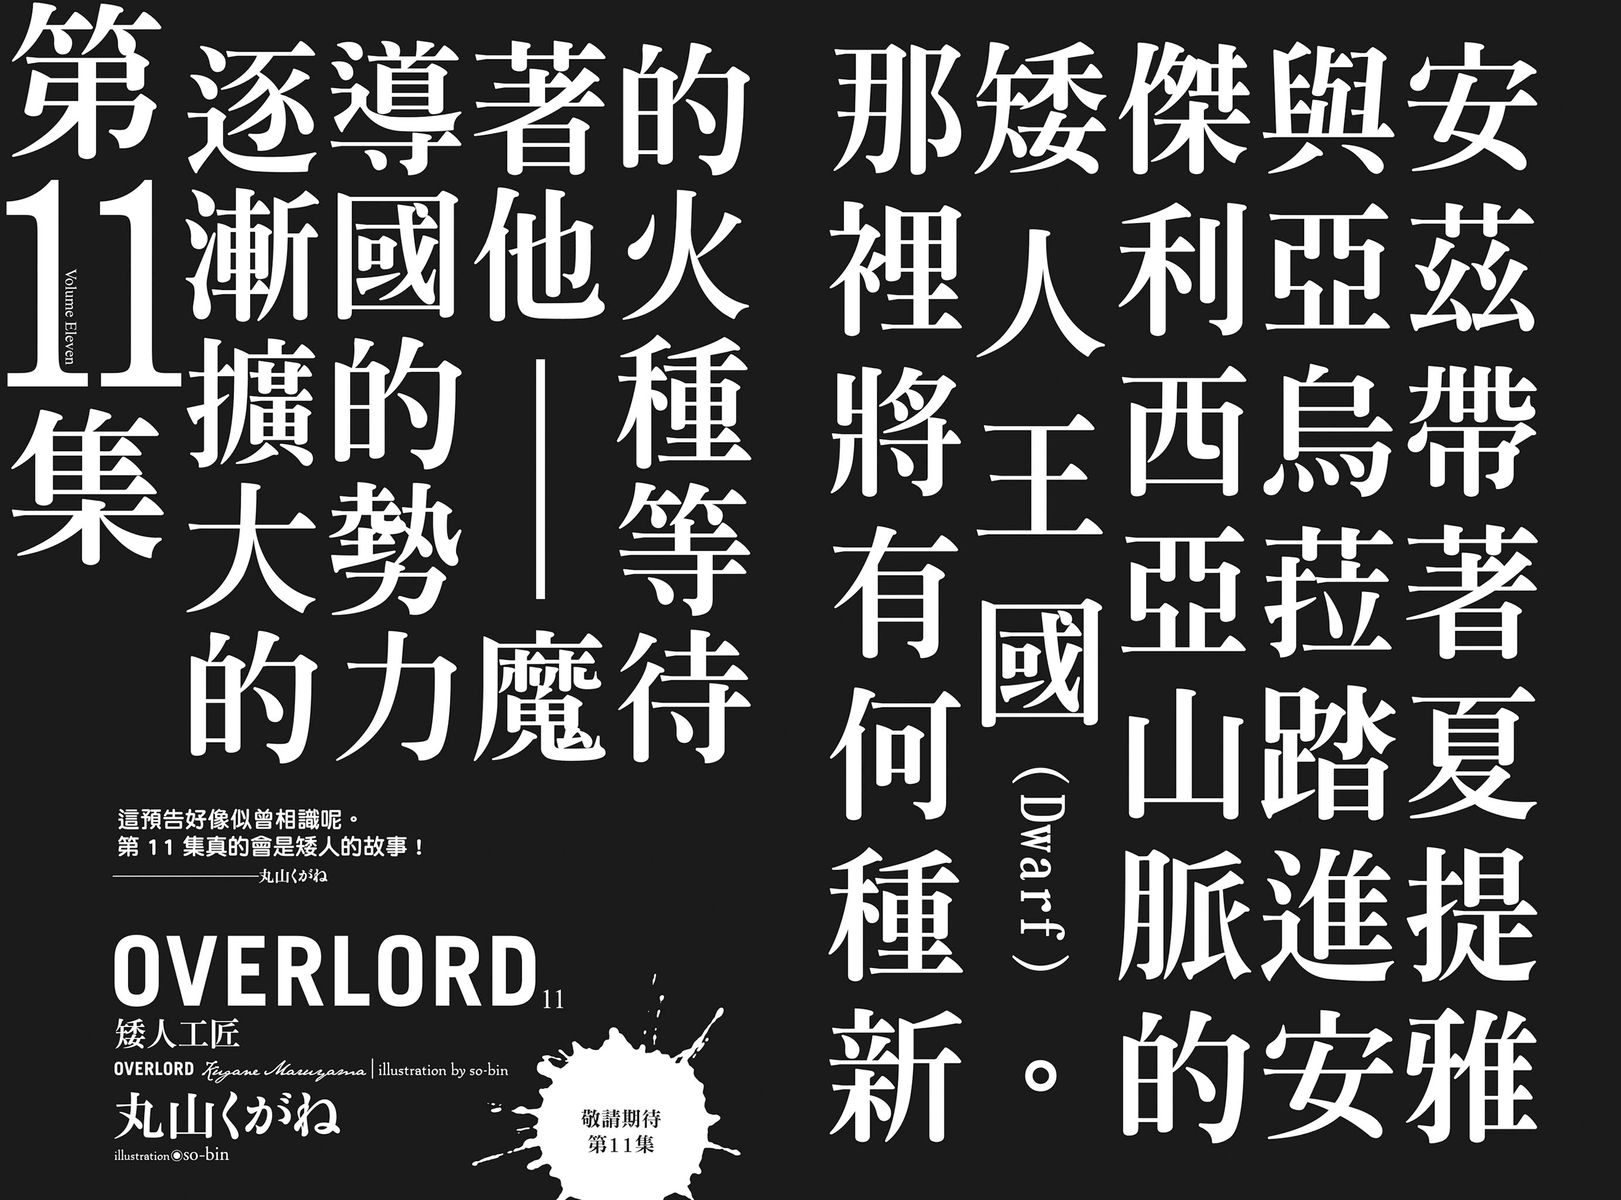 安茲帶著夏提雅
與亞烏菈踏進安
傑利西亞山脈的
矮人王國（Dwarf）。
那裡將有何種新
的火種等待
著他──魔
導國的勢力
逐漸擴大的
第11集
Volume Eleven
這預告好像似曾相識呢。
第 11 集真的會是矮人的故事！
丸山くがね
OVERLORD 11
矮人工匠
OVERLORD Kugane Maruyama | illustration by so-bin
丸山くがね
illustration◉so-bin
敬請期待
第11集